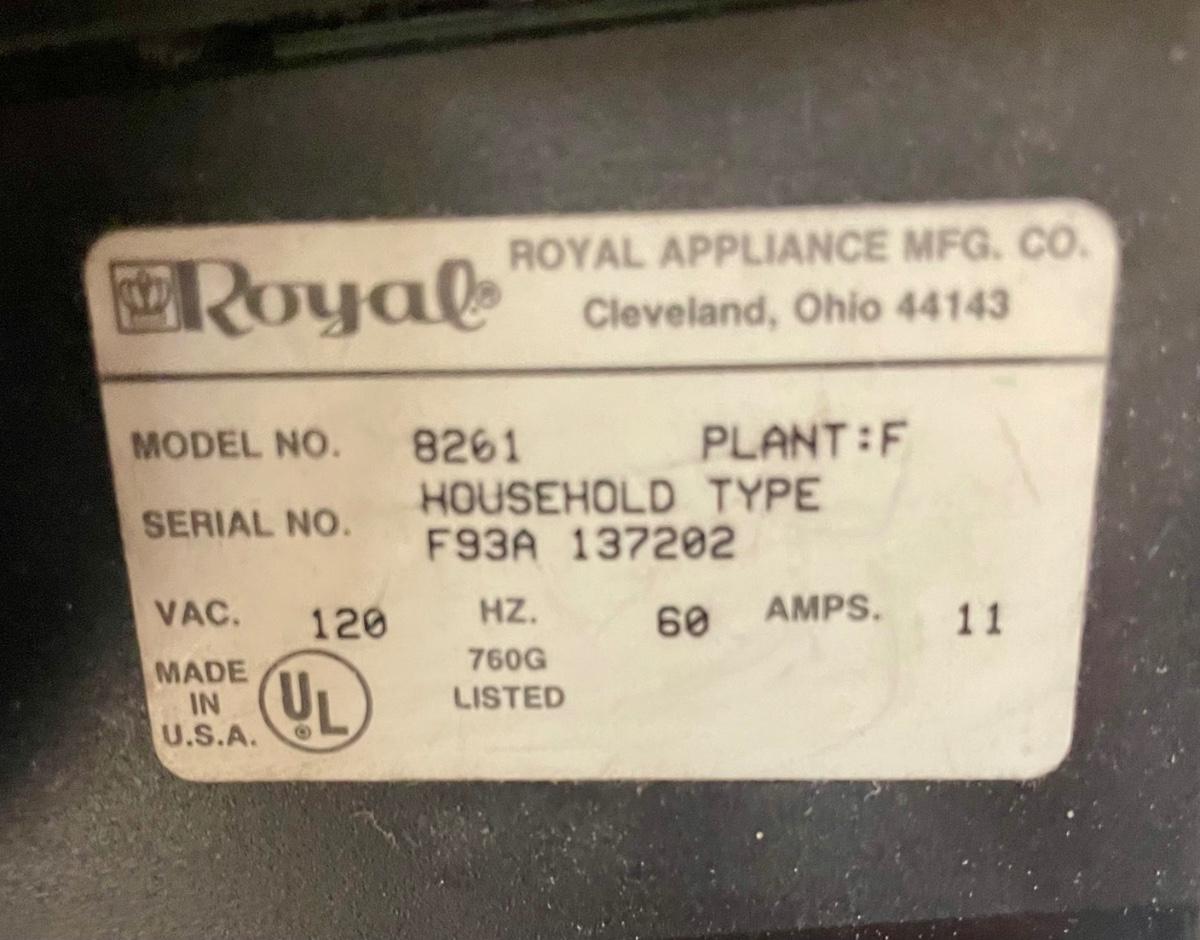 Royal®
ROYAL APPLIANCE MFG. CO.
Cleveland, Ohio 44143
MODEL NO. 8261 PLANT:F
HOUSEHOLD TYPE
SERIAL NO. F93A 137202
VAC. 120 HZ. 60 AMPS. 11
MADE
IN
U.S.A.
UL
760G
LISTED